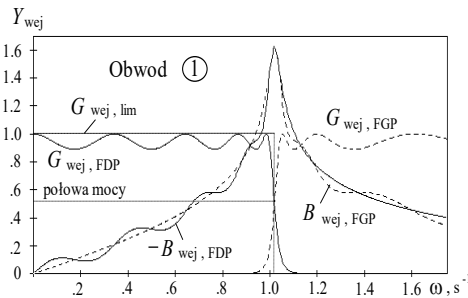 Y wej
1.6
Obwod 1
1.4
1.2
G wej, lim
G wej, FGP
1.0
.8
G wej, FDP
.6
połowa mocy
.4
B wej, FGP
.2
–B wej, FDP
0
.2 .4 .6 .8 1.0 1.2 1.4 1.6 ω, s⁻